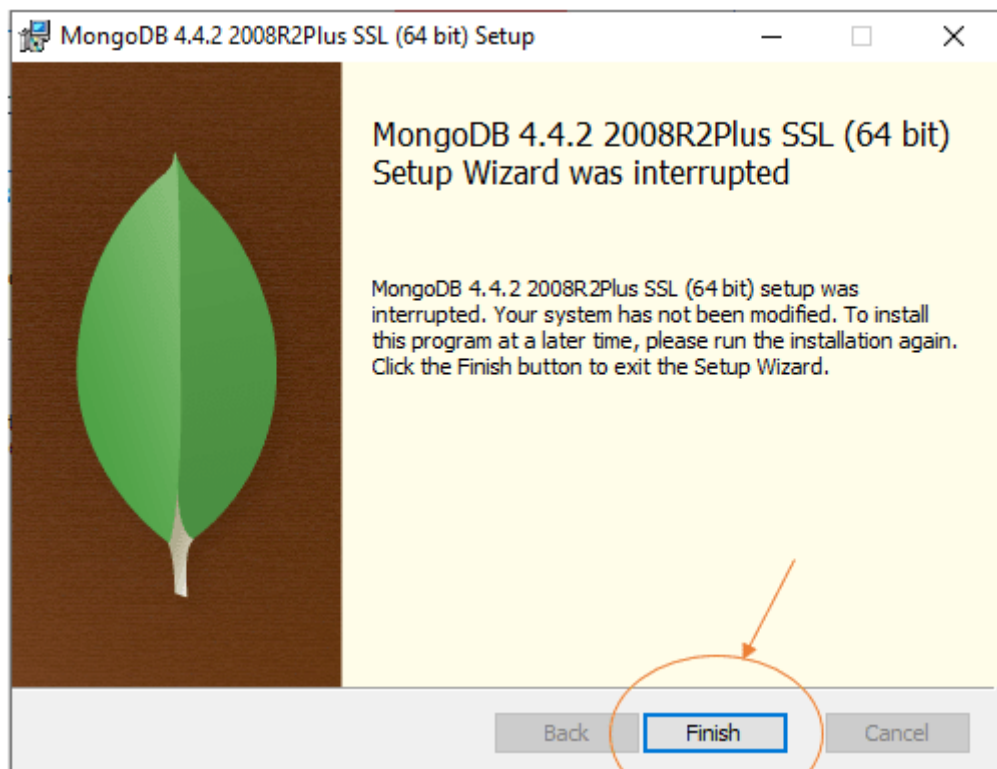 MongoDB 4.4.2 2008R2Plus SSL (64 bit) Setup
MongoDB 4.4.2 2008R2Plus SSL (64 bit)
Setup Wizard was interrupted
MongoDB 4.4.2 2008R2Plus SSL (64 bit) setup was
interrupted. Your system has not been modified. To install
this program at a later time, please run the installation again.
Click the Finish button to exit the Setup Wizard.
Back
Finish
Cancel